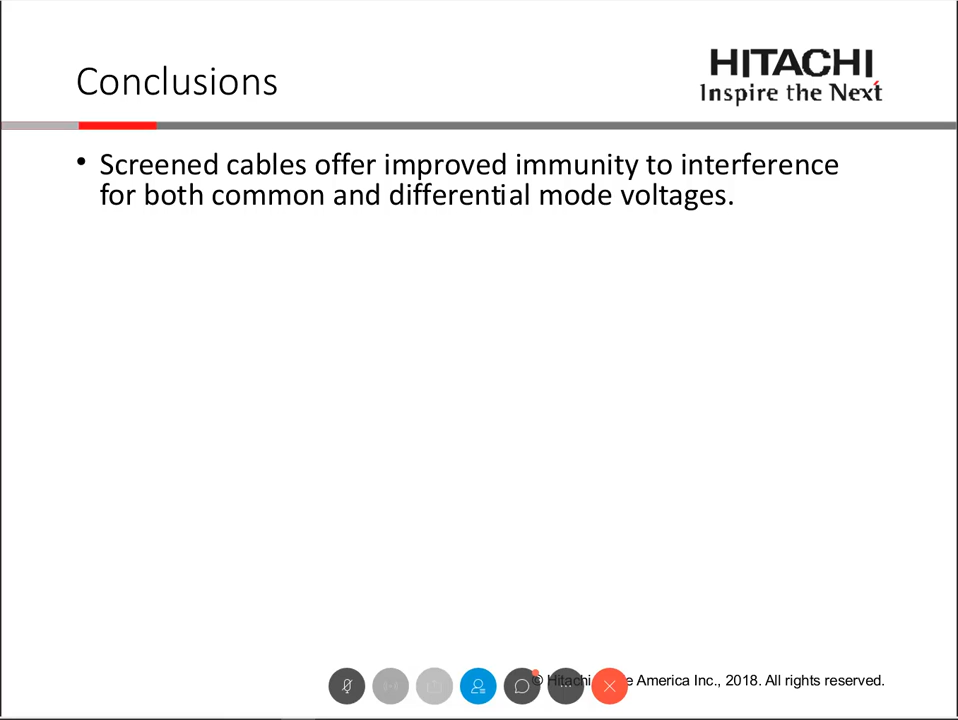 Conclusions
HITACHI
Inspire the Next
• Screened cables offer improved immunity to interference
for both common and differential mode voltages.
© Hitachi America Inc., 2018. All rights reserved.